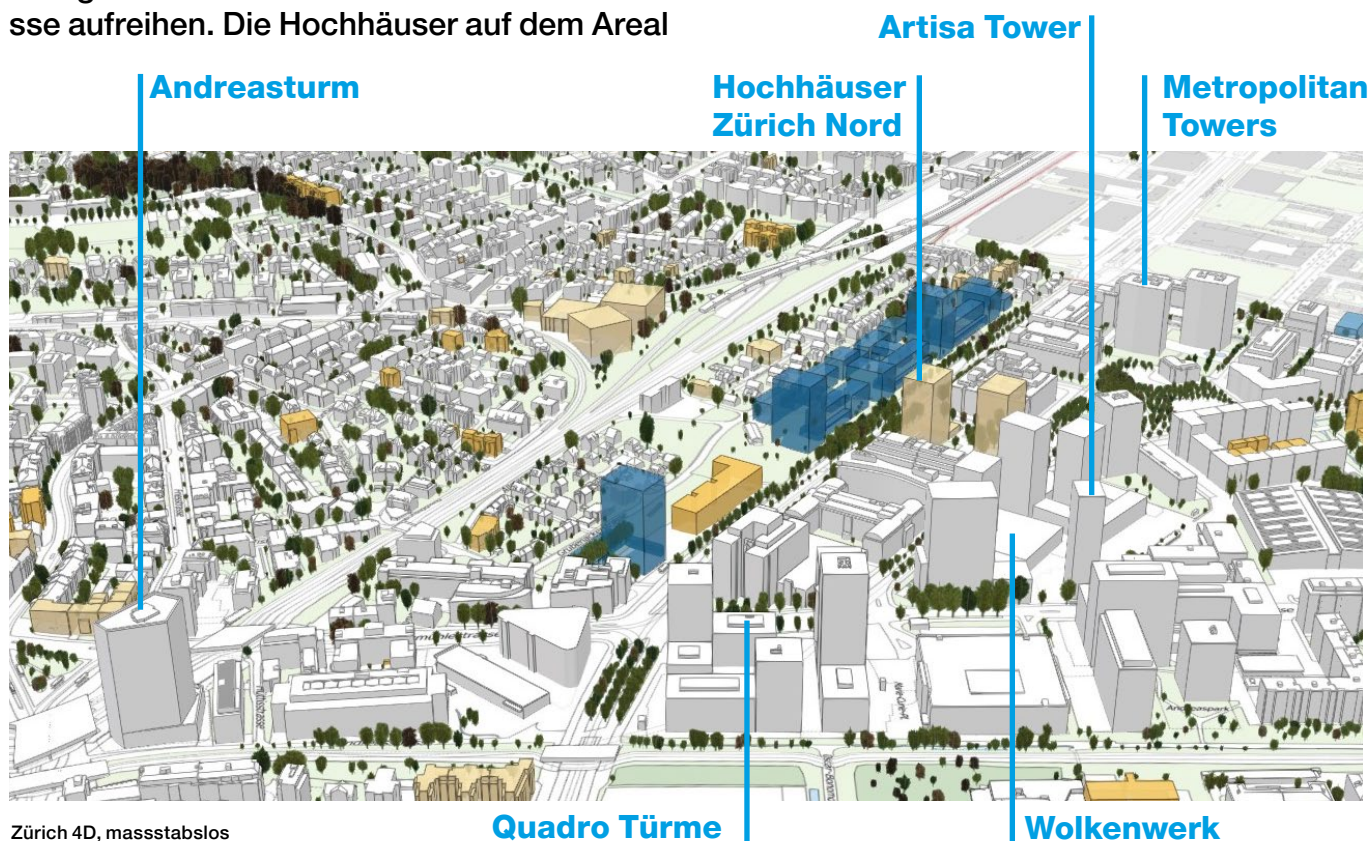 sse aufreihen. Die Hochhäuser auf dem Areal
Artisa Tower
Andreasturm
Hochhäuser
Zürich Nord
Metropolitan
Towers
Andreaspark
Zürich 4D, massstabslos
Quadro Türme
Wolkenwerk